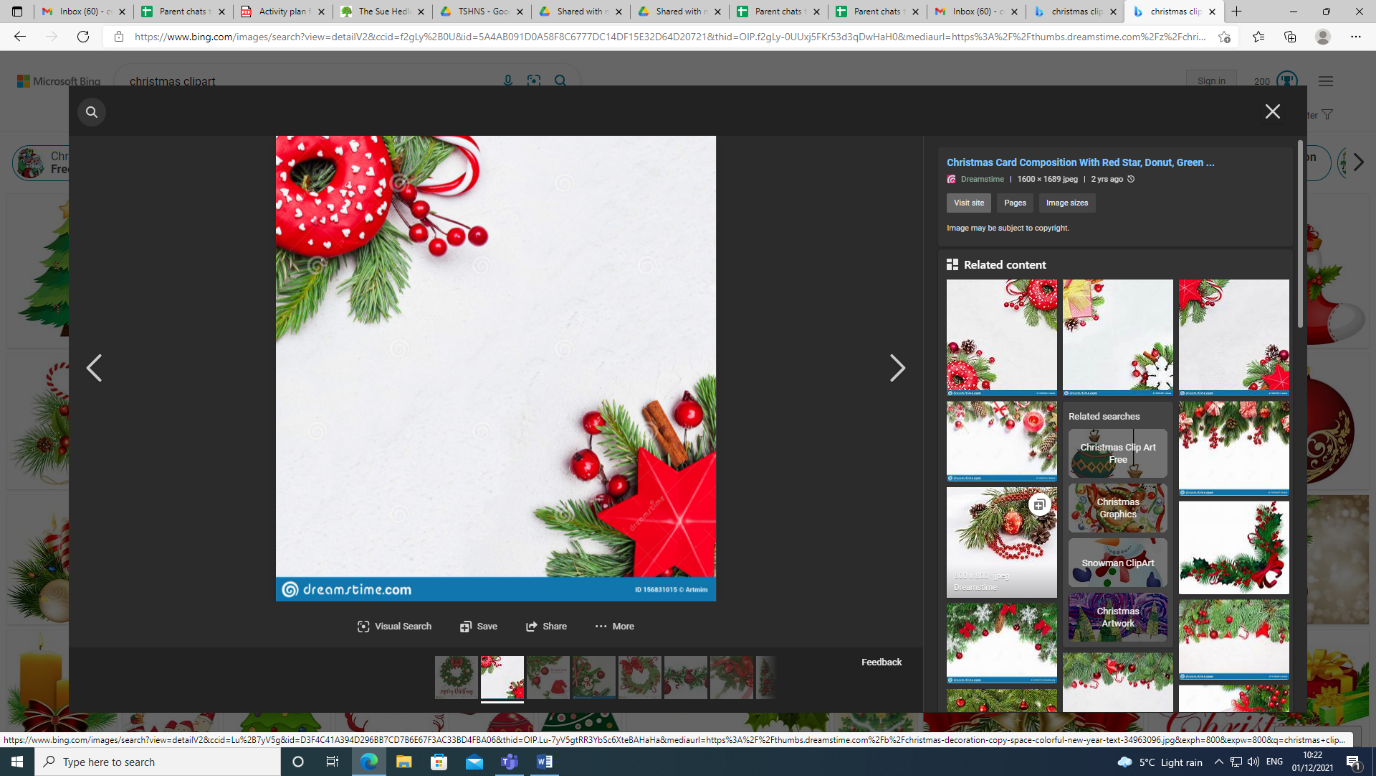 Inbox (60) - c
Parent chats t
Activity plan f
The Sue Hedl
TSHNS - Goo
Shared with r
Shared with m
Parent chats t
Parent chats t
Inbox (60) - c
christmas clip
christmas clip
https://www.bing.com/images/search?view=detailV2&ccid=f2gLy%2B0U&id=5A4AB091D0A58F8C6777DC14DF15E32D64D20721&thid=OIP.f2gLy-0UUxj5FKr53d3qDwHaH0&mediaurl=https%3A%2F%2Fthumbs.dreamstime.com%2Fz%2Fchri...
Microsoft Bing
christmas clipart
Sign in
200
Christmas Card Composition With Red Star, Donut, Green ...
Dreamstime | 1600 × 1689 jpeg | 2 yrs ago
Visit site
Pages
Image sizes
Image may be subject to copyright.
Related content
Related searches
Christmas Clip Art
Free
Christmas
Graphics
Snowman ClipArt
Christmas
Artwork
Dreamstime
dreamstime.com
ID 156831015 © Artmim
Visual Search
Save
Share
More
Feedback
https://www.bing.com/images/search?view=detailV2&ccid=Lu%2B7yV5g&id=D3F4C41A394D296BB7CD7B6E67F3AC33BD4FBA06&thid=OIP.Lu-7yV5gtRR3YbSc6XteBAHaHa&mediaurl=https%3A%2F%2Fthumbs.dreamstime.com%2Fb%2Fchristmas-decoration-copy-space-colorful-new-year-text-34963096.jpg&exph=800&expw=800&q=christmas+clip...
Type here to search
5°C Light rain
ENG
10:22
01/12/2021